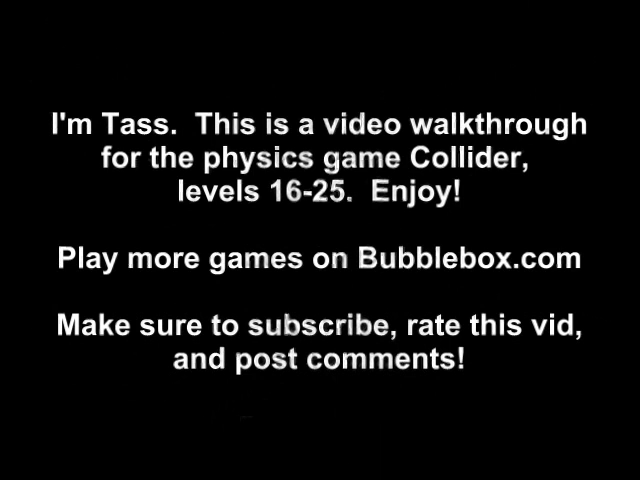 I'm Tass.  This is a video walkthrough
for the physics game Collider,
levels 16-25.  Enjoy!
Play more games on Bubblebox.com
Make sure to subscribe, rate this vid,
and post comments!